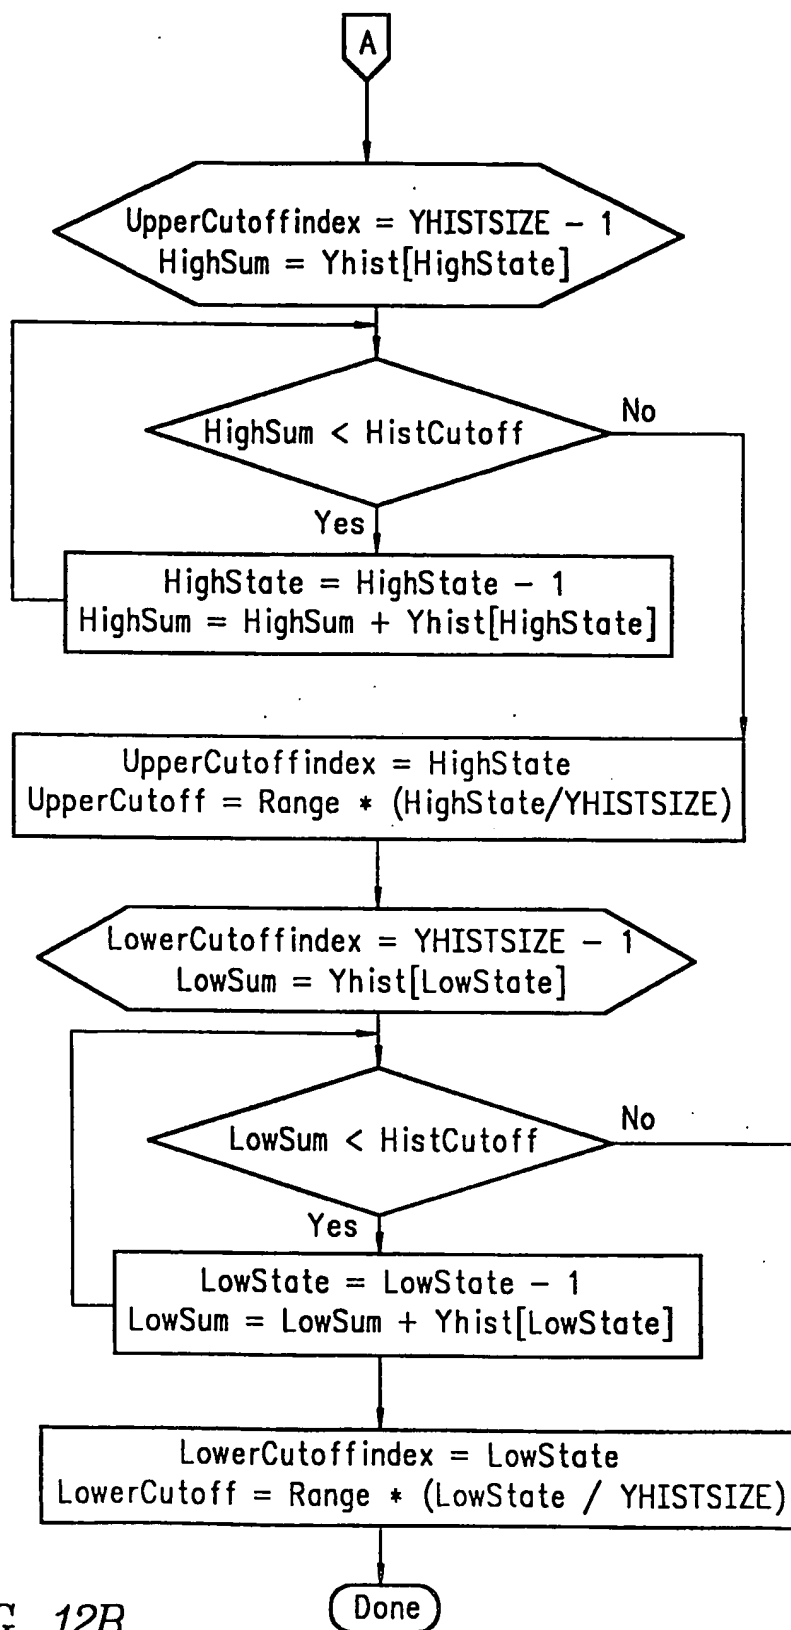 A
UpperCutoffindex = YHISTSIZE - 1
HighSum = Yhist[HighState]
HighSum < HistCutoff
No
Yes
HighState = HighState - 1
HighSum = HighSum + Yhist[HighState]
UpperCutoffindex = HighState
UpperCutoff = Range * (HighState/YHISTSIZE)
LowerCutoffindex = YHISTSIZE - 1
LowSum = Yhist[LowState]
LowSum < HistCutoff
No
Yes
LowState = LowState - 1
LowSum = LowSum + Yhist[LowState]
LowerCutoffindex = LowState
LowerCutoff = Range * (LowState / YHISTSIZE)
Done
G. 12B